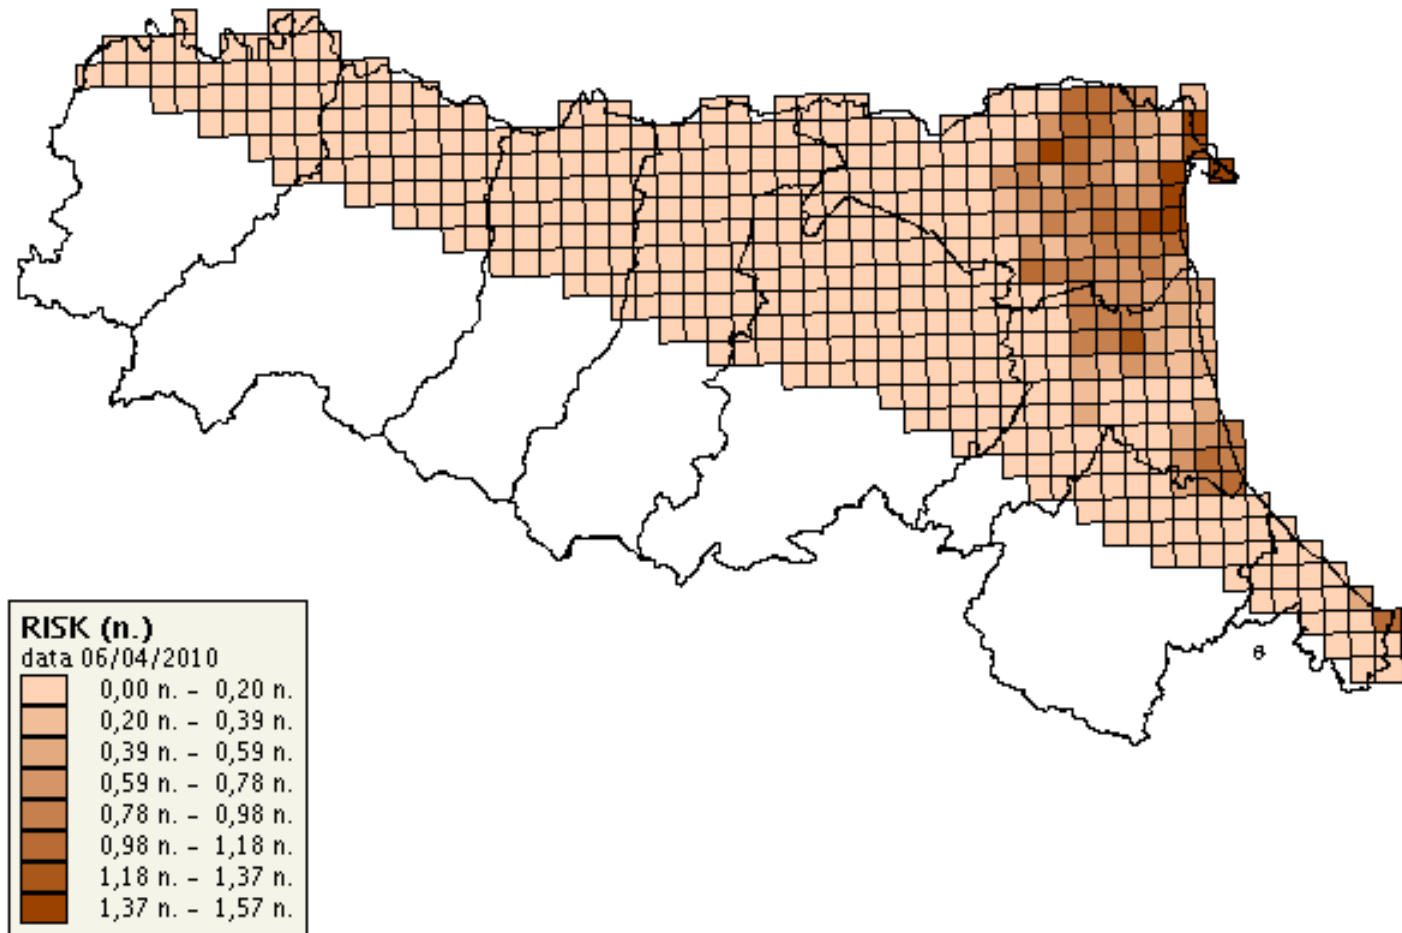 RISK (n.)
data 06/04/2010
0,00 n. - 0,20 n.
0,20 n. - 0,39 n.
0,39 n. - 0,59 n.
0,59 n. - 0,78 n.
0,78 n. - 0,98 n.
0,98 n. - 1,18 n.
1,18 n. - 1,37 n.
1,37 n. - 1,57 n.